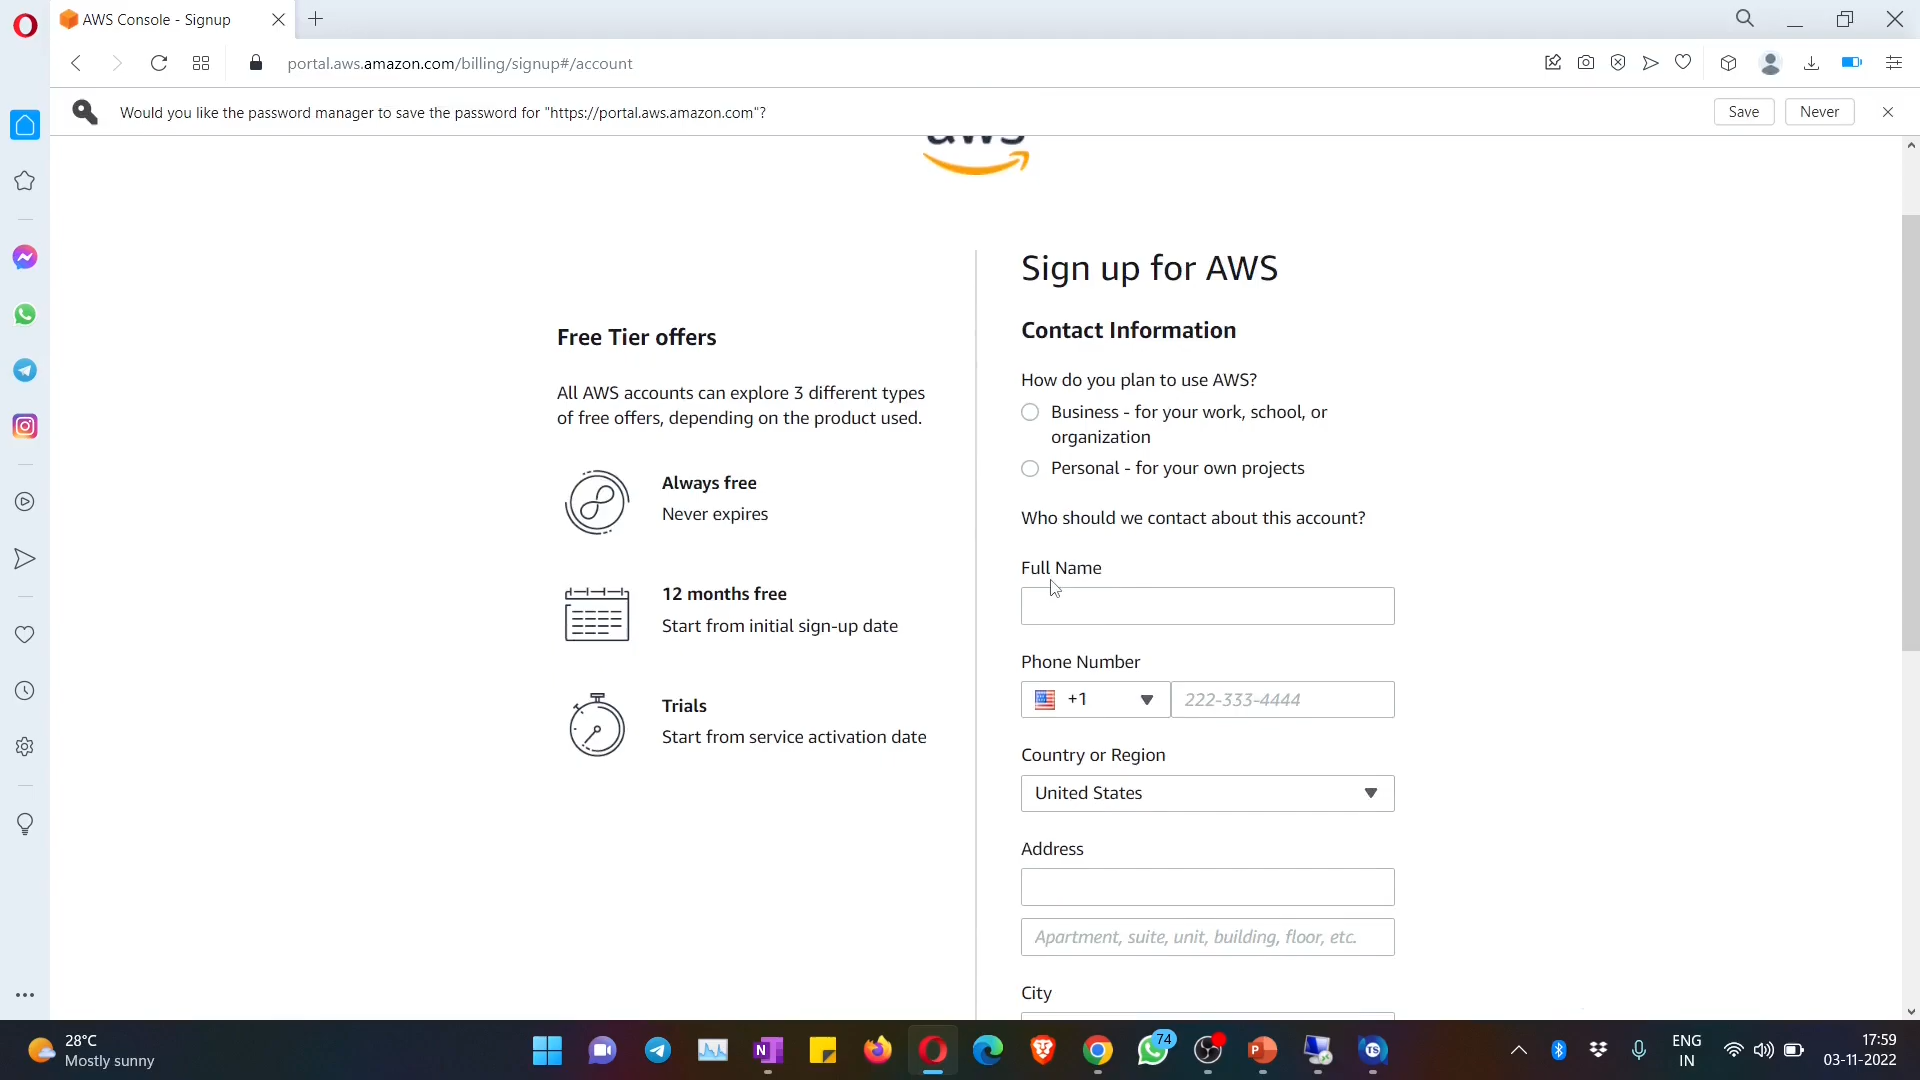 AWS Console - Signup
portal.aws.amazon.com/billing/signup#/account
Would you like the password manager to save the password for "https://portal.aws.amazon.com"?
Save
Never
aws
Sign up for AWS
Free Tier offers
All AWS accounts can explore 3 different types
of free offers, depending on the product used.
Always free
Never expires
12 months free
Start from initial sign-up date
Trials
Start from service activation date
Contact Information
How do you plan to use AWS?
Business - for your work, school, or
organization
Personal - for your own projects
Who should we contact about this account?
Full Name
Phone Number
+1
222-333-4444
Country or Region
United States
Address
Apartment, suite, unit, building, floor, etc.
City
28°C
Mostly sunny
N
74
P
TS
ENG
IN
17:59
03-11-2022